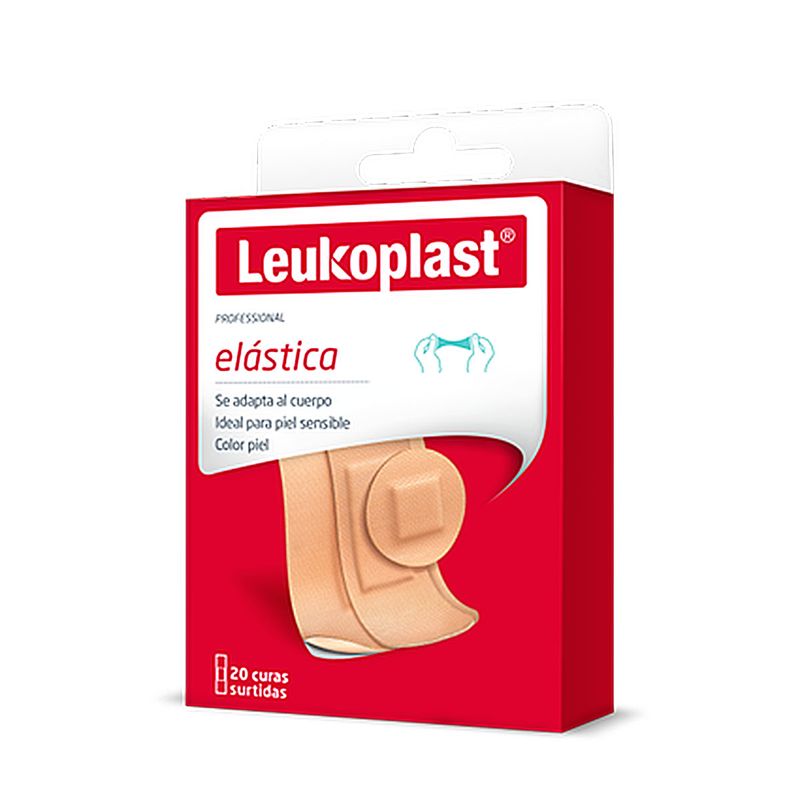 Leukoplast®
PROFESSIONAL
elástica
Se adapta al cuerpo
Ideal para piel sensible
Color piel
20 curas
surtidas